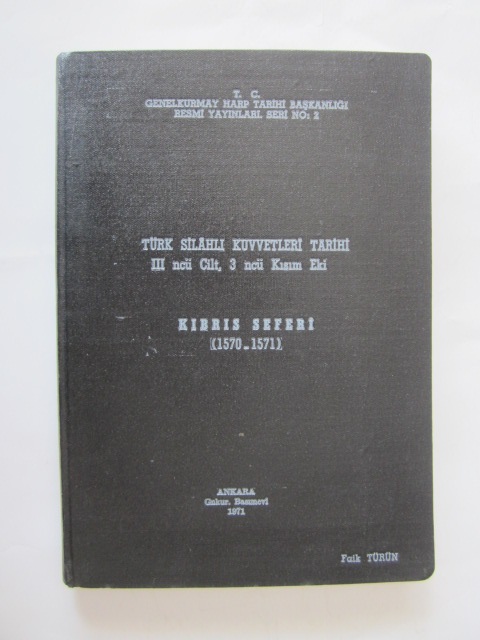 T. C.
GENELKURMAY HARP TARİHİ BAŞKANLIĞI
RESMİ YAYINLARI. SERİ NO: 2
TÜRK SİLÂHLI KUVVETLERİ TARİHİ
III ncü Cilt, 3 ncü Kısım Eki
KIBRIS SEFERİ
(1570-1571)
ANKARA
Gnkur. Basımevi
1971
Faik TÜRÜN